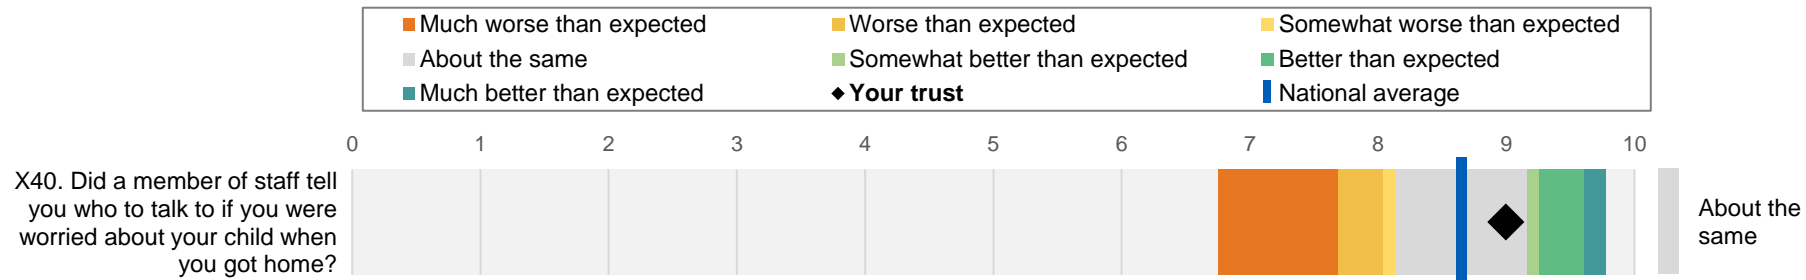 Much worse than expected Worse than expected Somewhat worse than expected
About the same Somewhat better than expected Better than expected
Much better than expected Your trust National average
0 1 2 3 4 5 6 7 8 9 10
X40. Did a member of staff tell
you who to talk to if you were
worried about your child when
you got home?
About the
same